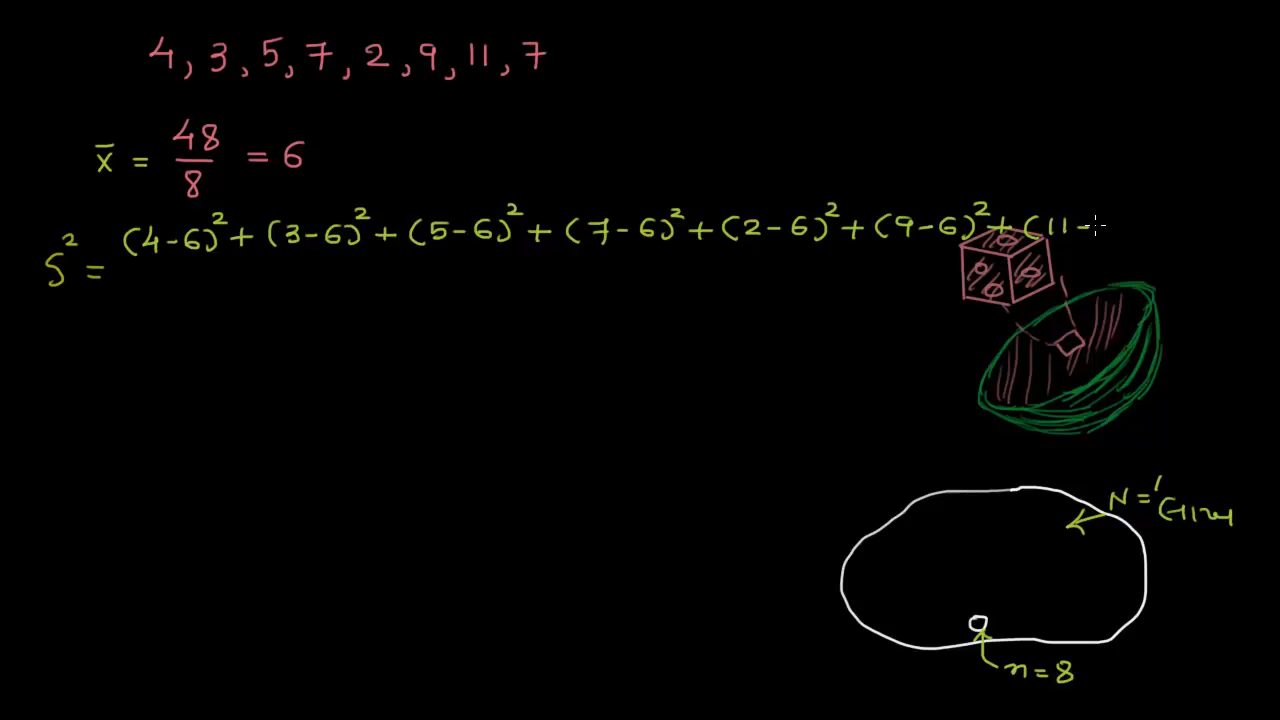 4, 3, 5, 7, 2, 9, 11, 7
x̄ = 48/8 = 6
S² = (4-6)² + (3-6)² + (5-6)² + (7-6)² + (2-6)² + (9-6)² + (11-
N =
n = 8